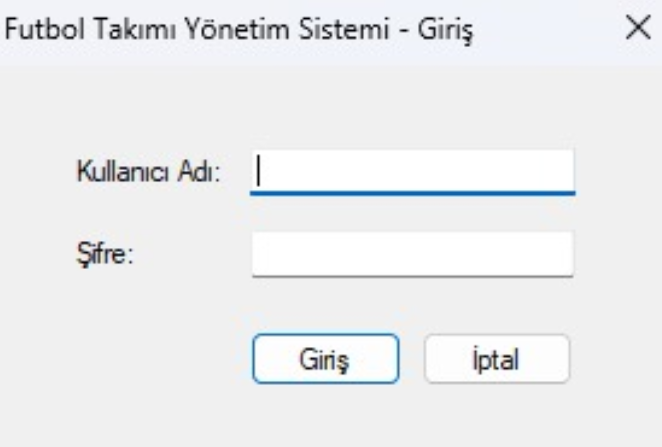 Futbol Takımı Yönetim Sistemi - Giriş
Kullanıcı Adı:
Şifre:
Giriş İptal